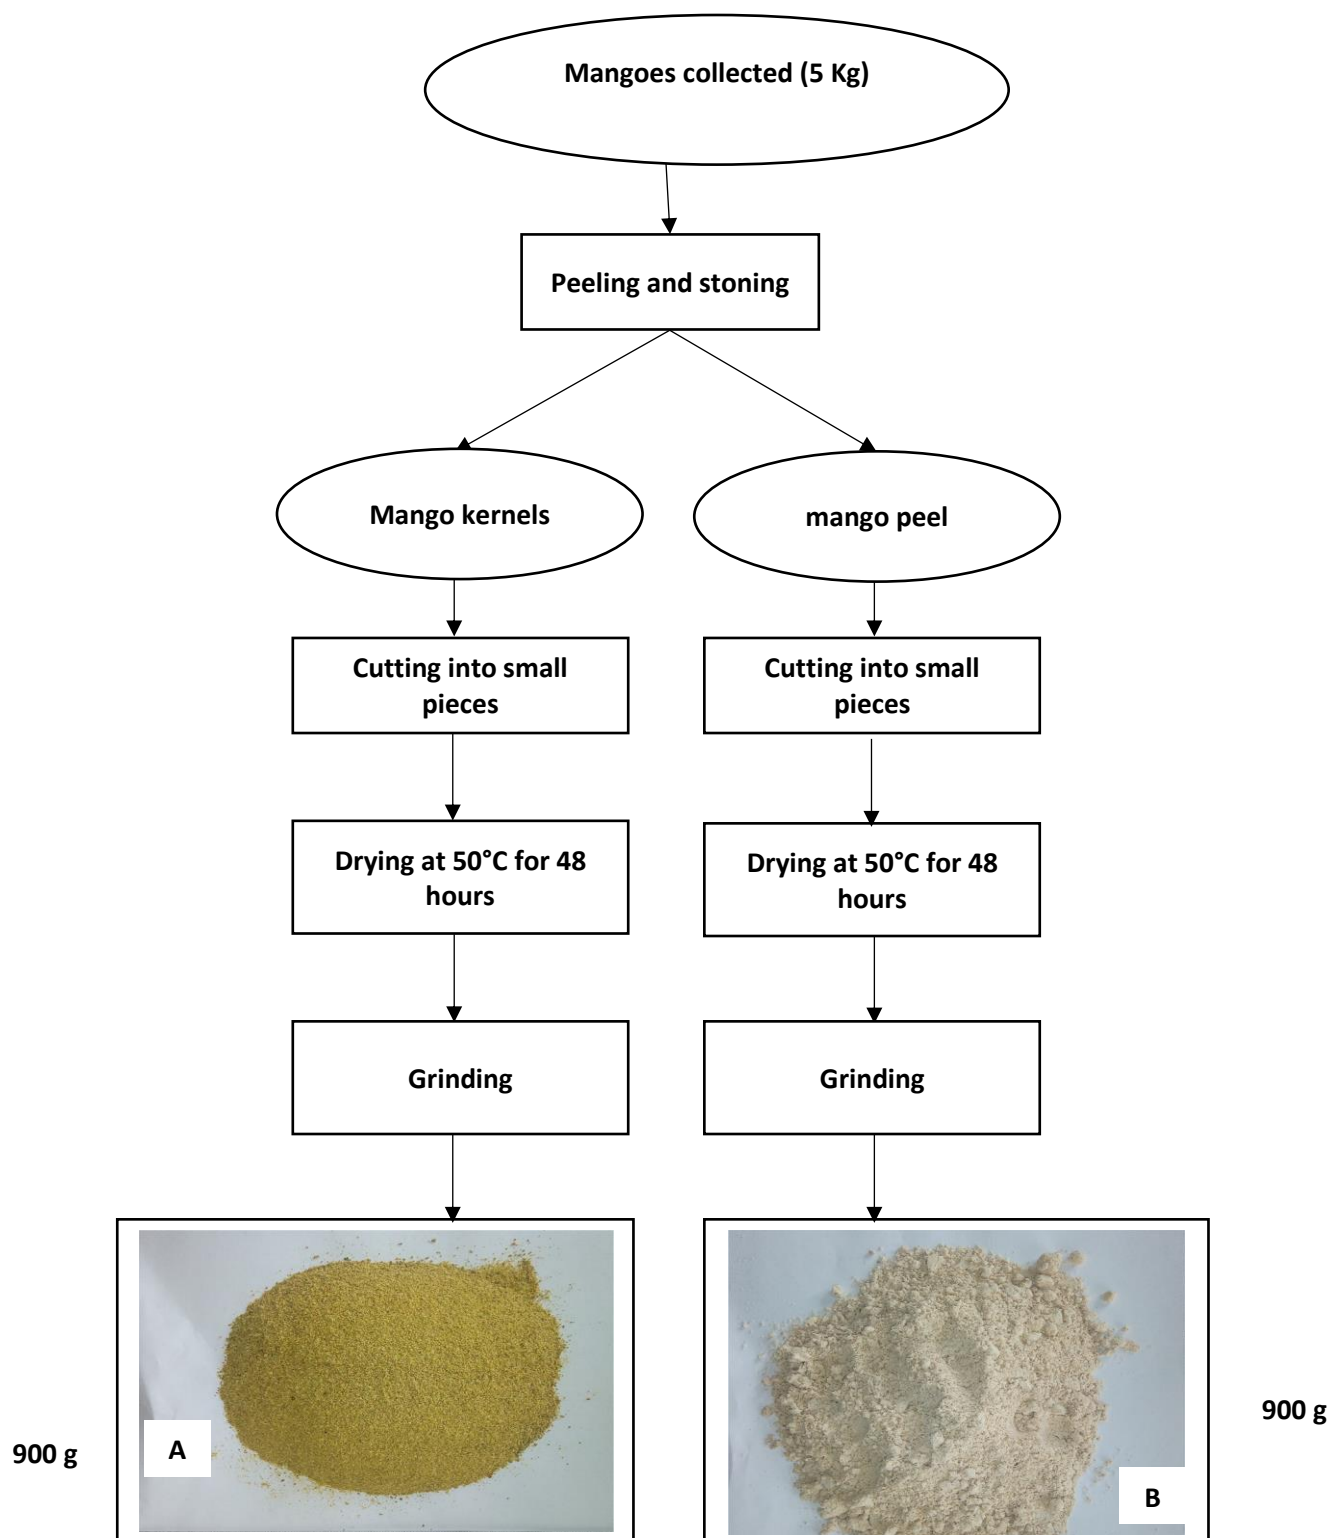 Mangoes collected (5 Kg)
Peeling and stoning
Mango kernels
mango peel
Cutting into small
pieces
Cutting into small
pieces
Drying at 50°C for 48
hours
Drying at 50°C for 48
hours
Grinding
Grinding
900 g
A
B
900 g